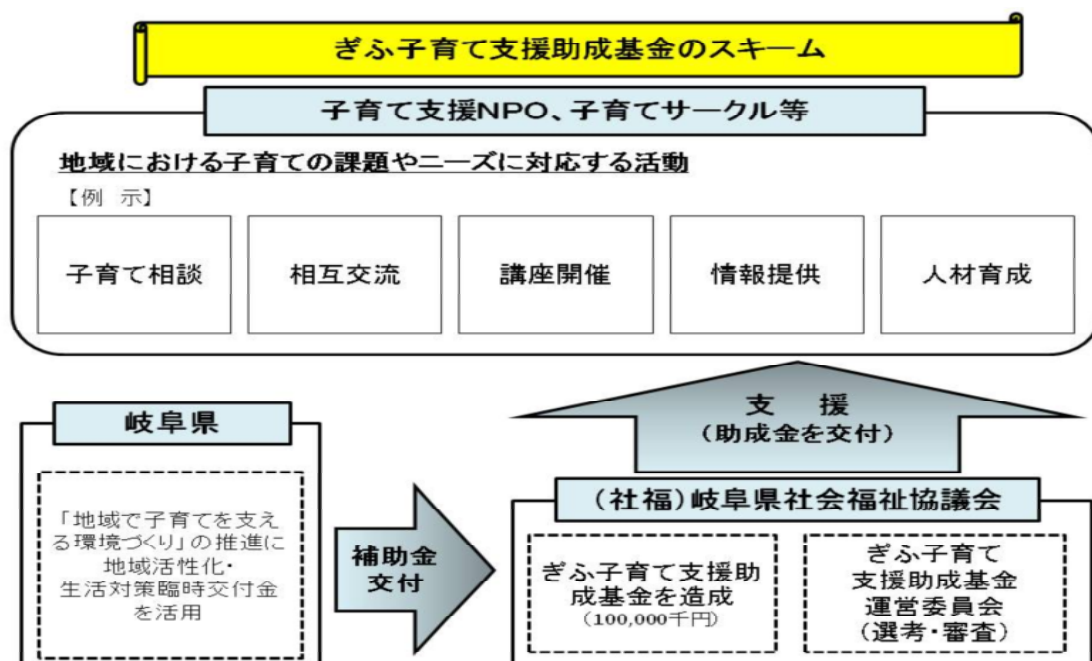 ぎふ子育て支援助成基金のスキーム
子育て支援NPO、子育てサークル等
地域における子育ての課題やニーズに対応する活動
【例 示】
子育て相談
相互交流
講座開催
情報提供
人材育成
支 援
(助成金を交付)
岐阜県
「地域で子育てを支え
る環境づくり」の推進に
地域活性化・
生活対策臨時交付金
を活用
補助金
交付
(社福)岐阜県社会福祉協議会
ぎふ子育て支援助
成基金を造成
(100,000千円)
ぎふ子育て
支援助成基金
運営委員会
(選考・審査)